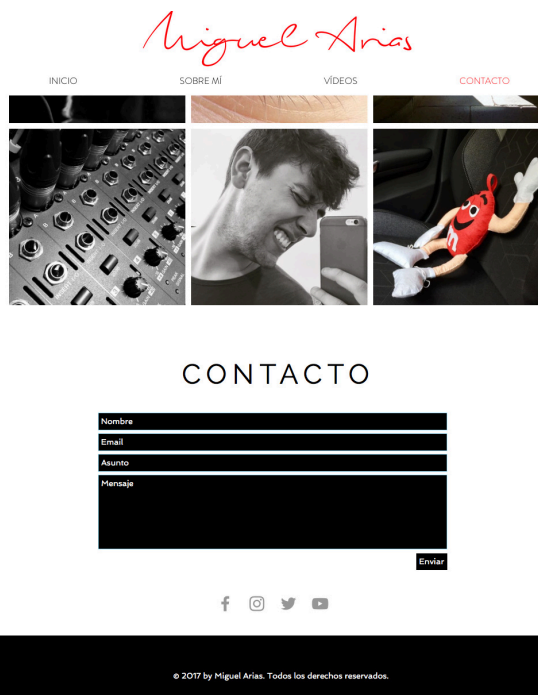 Miguel Arias
INICIO SOBRE MÍ VÍDEOS CONTACTO
m
CONTACTO
Nombre
Email
Asunto
Mensaje
Enviar
© 2017 by Miguel Arias. Todos los derechos reservados.